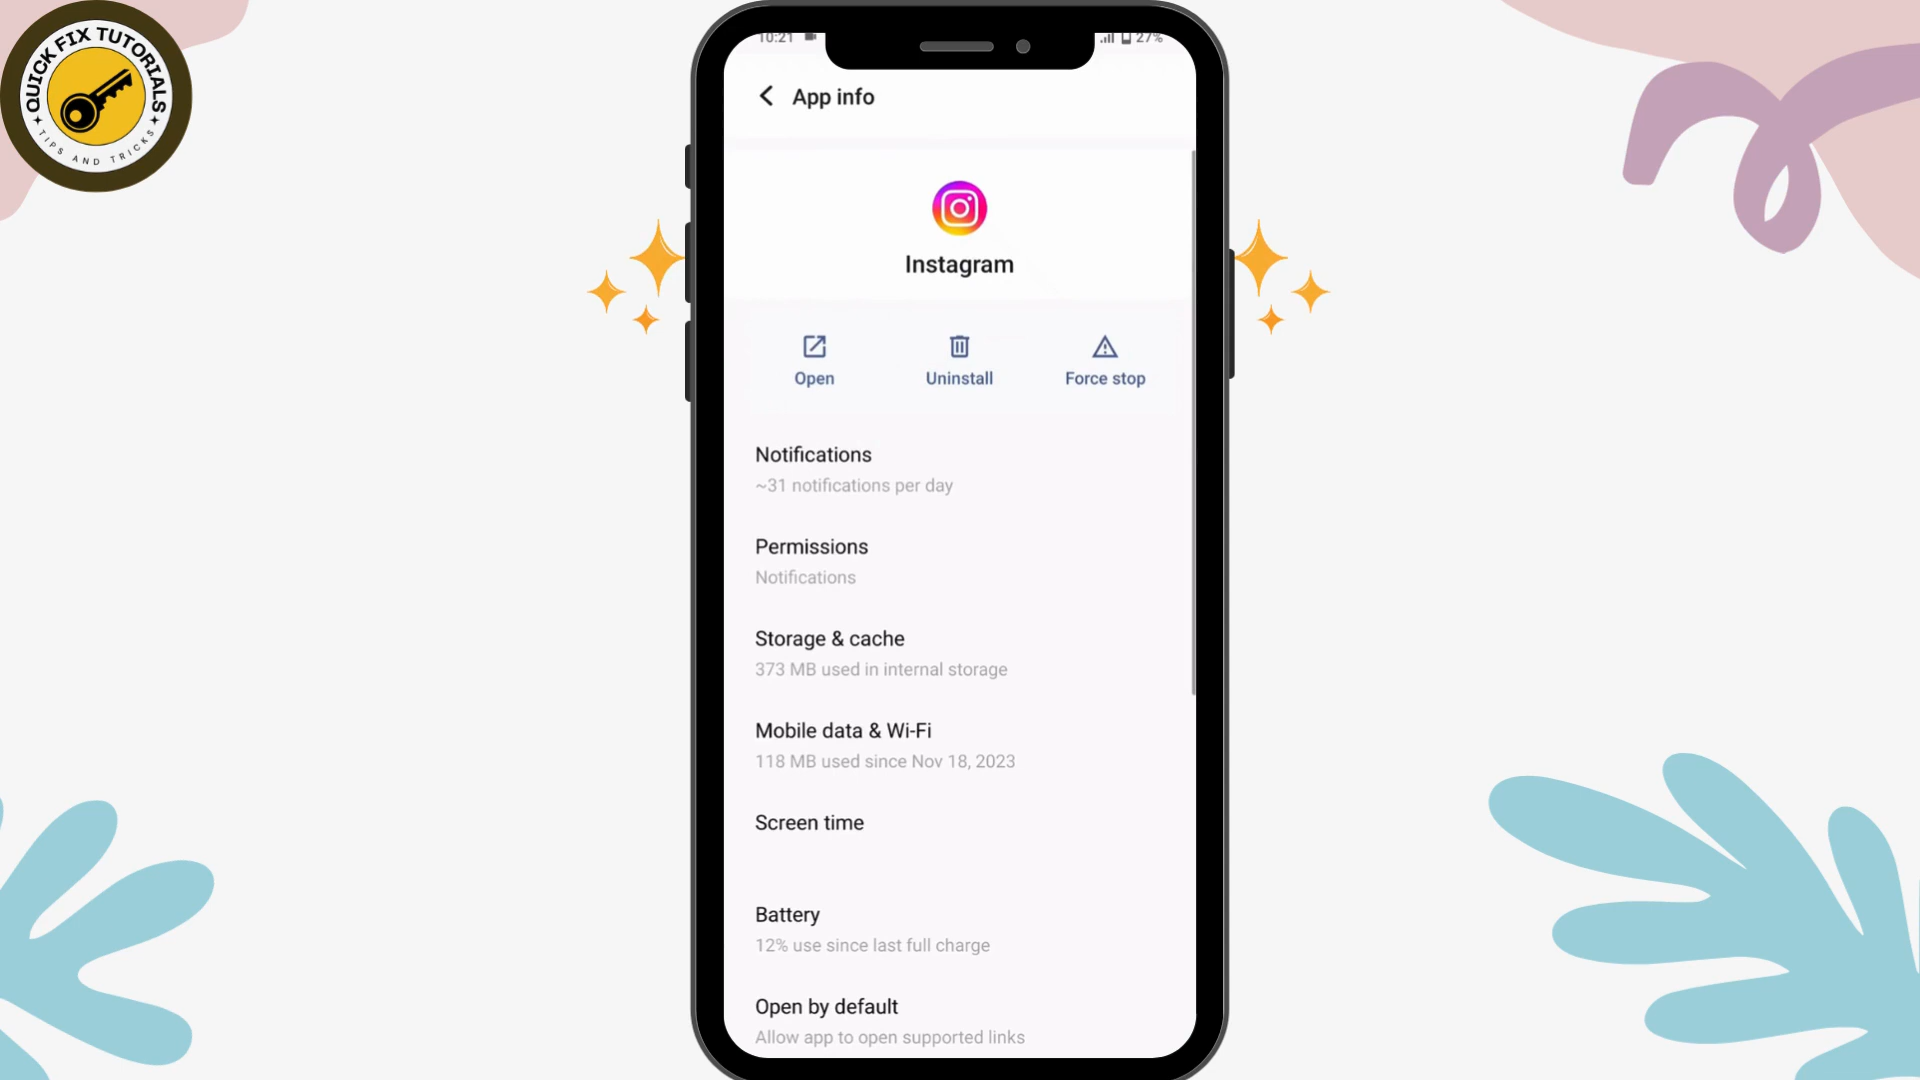 QUICK FIX TUTORIALS
TIPS AND TRICKS
10:21
27%
App info
Instagram
Open
Uninstall
Force stop
Notifications
~31 notifications per day
Permissions
Notifications
Storage & cache
373 MB used in internal storage
Mobile data & Wi-Fi
118 MB used since Nov 18, 2023
Screen time
Battery
12% use since last full charge
Open by default
Allow app to open supported links